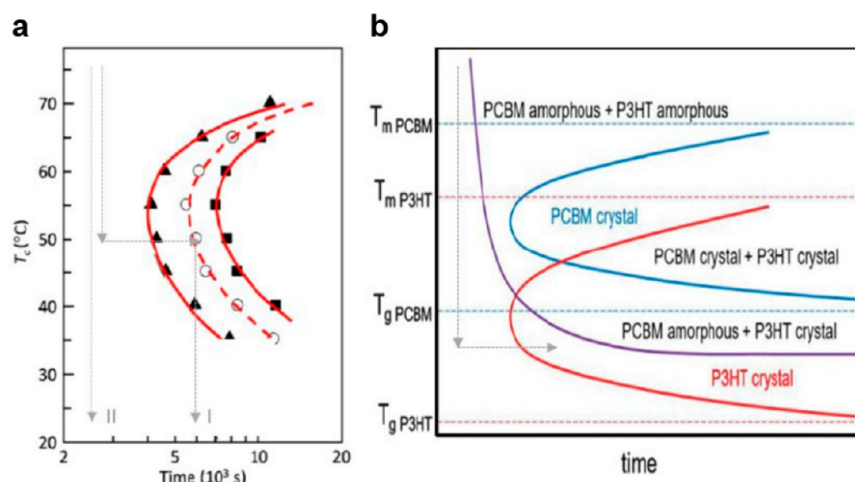 a
70
60
50
40
30
20
T_c (°C)
II
I
2
5
10
20
Time (10³ s)
b
T_m PCBM
T_m P3HT
T_g PCBM
T_g P3HT
PCBM amorphous + P3HT amorphous
PCBM crystal
PCBM crystal + P3HT crystal
PCBM amorphous + P3HT crystal
P3HT crystal
time